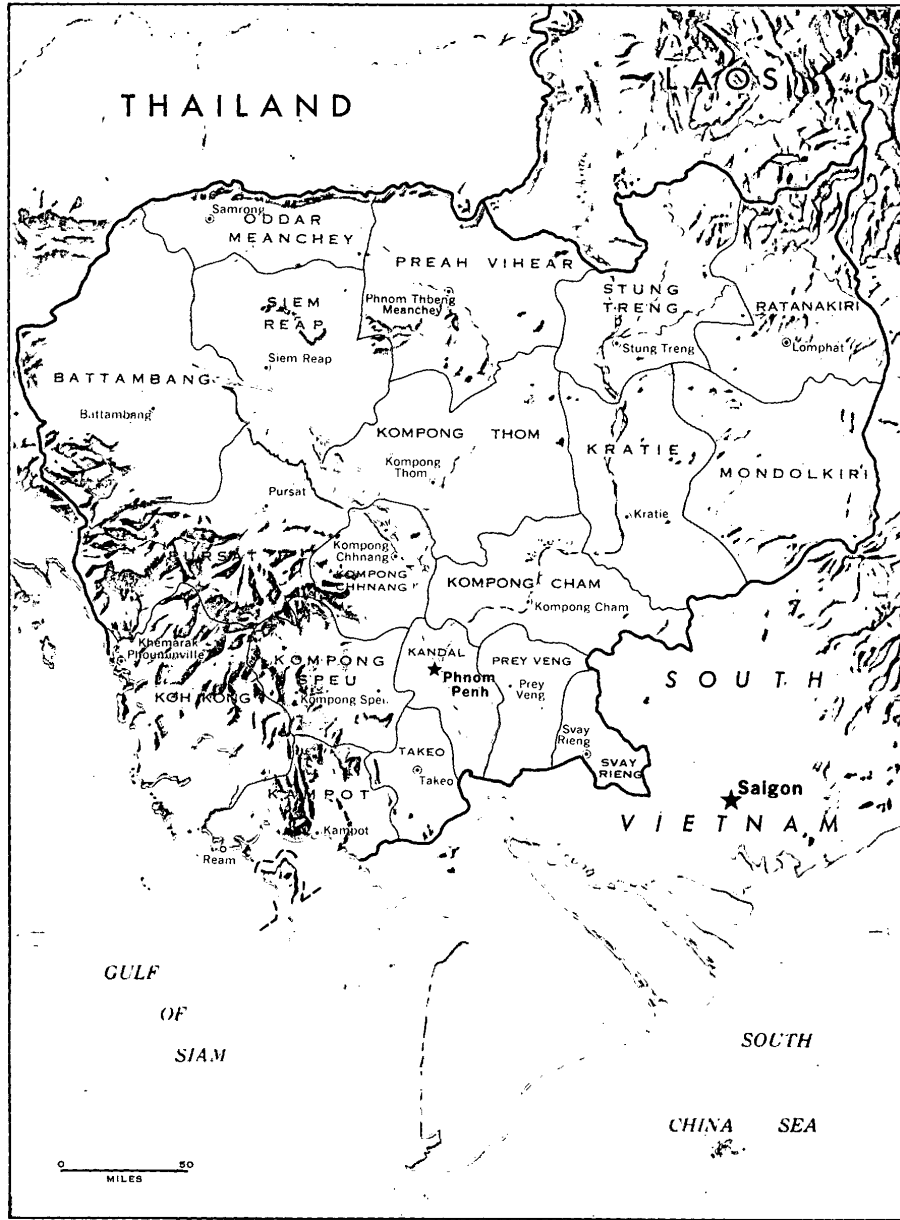 THAILAND
LAOS
Samrong
ODDAR
MEANCHEY
PREAH VIHEAR
Phnom Thbeng
Meanchey
SIEM
REAP
Siem Reap
STUNG
TRENG
Stung Treng
RATANAKIRI
Lomphat
BATTAMBANG
Battambang
KOMPONG THOM
Kompong
Thom
KRATIE
Kratie
MONDOLKIRI
Pursat
PURSAT
Kompong
Chhnang
KOMPONG
CHHNANG
KOMPONG CHAM
Kompong Cham
Khemarak
Phouminville
KOH KONG
KOMPONG
SPEU
Kompong Speu
KANDAL
Phnom
Penh
PREY VENG
Prey
Veng
Svay
Rieng
SVAY
RIENG
TAKEO
Takeo
KAMPOT
Kampot
Ream
SOUTH
VIETNAM
Saigon
GULF
OF
SIAM
SOUTH
CHINA SEA
0 50
MILES